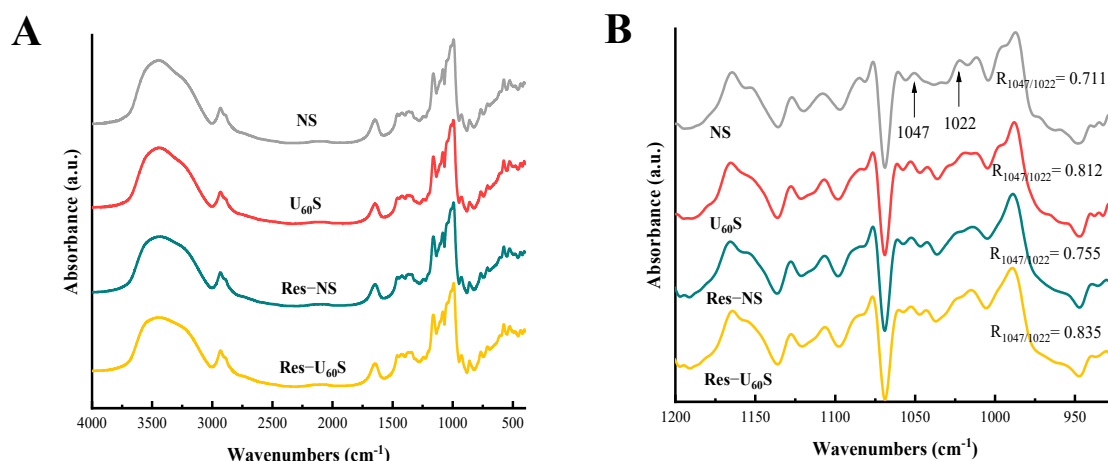 A
Absorbance (a.u.)
NS
U₆₀S
Res−NS
Res−U₆₀S
4000 3500 3000 2500 2000 1500 1000 500
Wavenumbers (cm⁻¹)
B
Absorbance (a.u.)
R₁₀₄₇/₁₀₂₂= 0.711
1047
1022
NS
R₁₀₄₇/₁₀₂₂= 0.812
U₆₀S
R₁₀₄₇/₁₀₂₂= 0.755
Res−NS
R₁₀₄₇/₁₀₂₂= 0.835
Res−U₆₀S
1200 1150 1100 1050 1000 950
Wavenumbers (cm⁻¹)